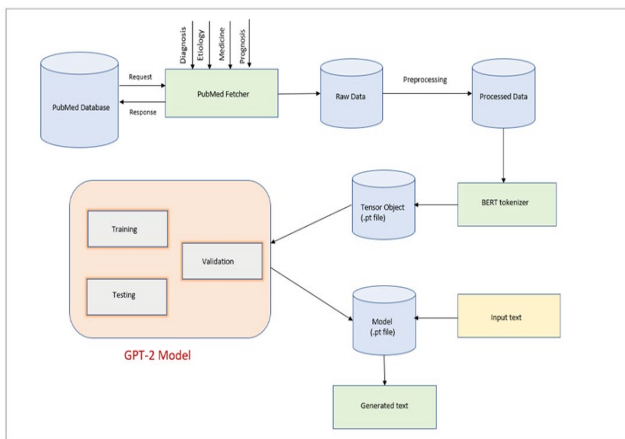 Diagnosis
Etiology
Medicine
Prognosis
PubMed Database
Request
Response
PubMed Fetcher
Raw Data
Preprocessing
Processed Data
BERT tokenizer
Tensor Object
(.pt file)
Training
Validation
Testing
GPT-2 Model
Model
(.pt file)
Input text
Generated text